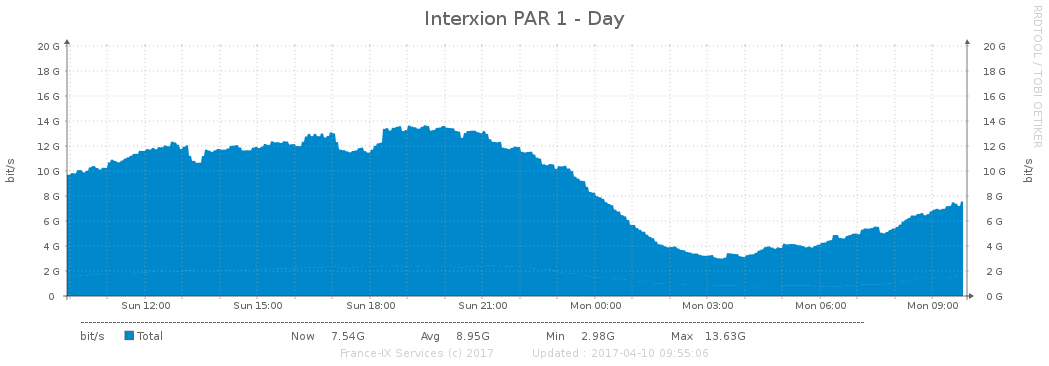 Interxion PAR 1 - Day
RRDTOOL / TOBI OETIKER
20 G 20 G
18 G 18 G
16 G 16 G
14 G 14 G
12 G 12 G
10 G 10 G
8 G 8 G
6 G 6 G
4 G 4 G
2 G 2 G
0 0 G
bit/s
bit/s
Sun 12:00 Sun 15:00 Sun 18:00 Sun 21:00 Mon 00:00 Mon 03:00 Mon 06:00 Mon 09:00
bit/s Total Now 7.54G Avg 8.95G Min 2.98G Max 13.63G
France-IX Services (c) 2017 Updated : 2017-04-10 09:55:06